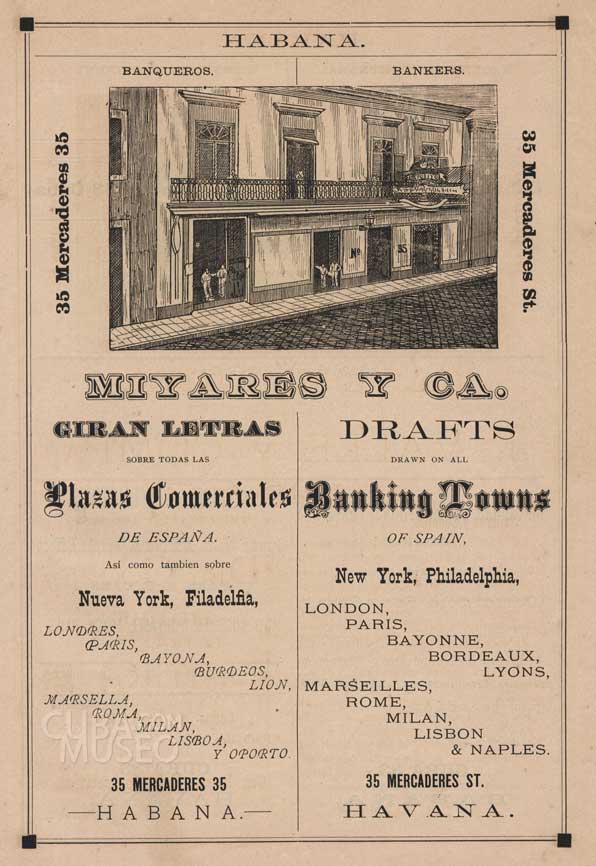 HABANA.
BANQUEROS.
BANKERS.
35 Mercaderes 35
35 Mercaderes St.
Nº 35
MIYARES Y CA.
GIRAN LETRAS
SOBRE TODAS LAS
Plazas Comerciales
DE ESPAÑA.
Así como tambien sobre
Nueva York, Filadelfia,
LONDRES,
PARIS,
BAYONA,
BURDEOS,
LION,
MARSELLA,
ROMA,
MILAN,
LISBOA,
Y OPORTO.
35 MERCADERES 35
—HABANA.—
DRAFTS
DRAWN ON ALL
Banking Towns
OF SPAIN,
New York, Philadelphia,
LONDON,
PARIS,
BAYONNE,
BORDEAUX,
LYONS,
MARSEILLES,
ROME,
MILAN,
LISBON
& NAPLES.
35 MERCADERES ST.
HAVANA.
CUBA
MUSEO